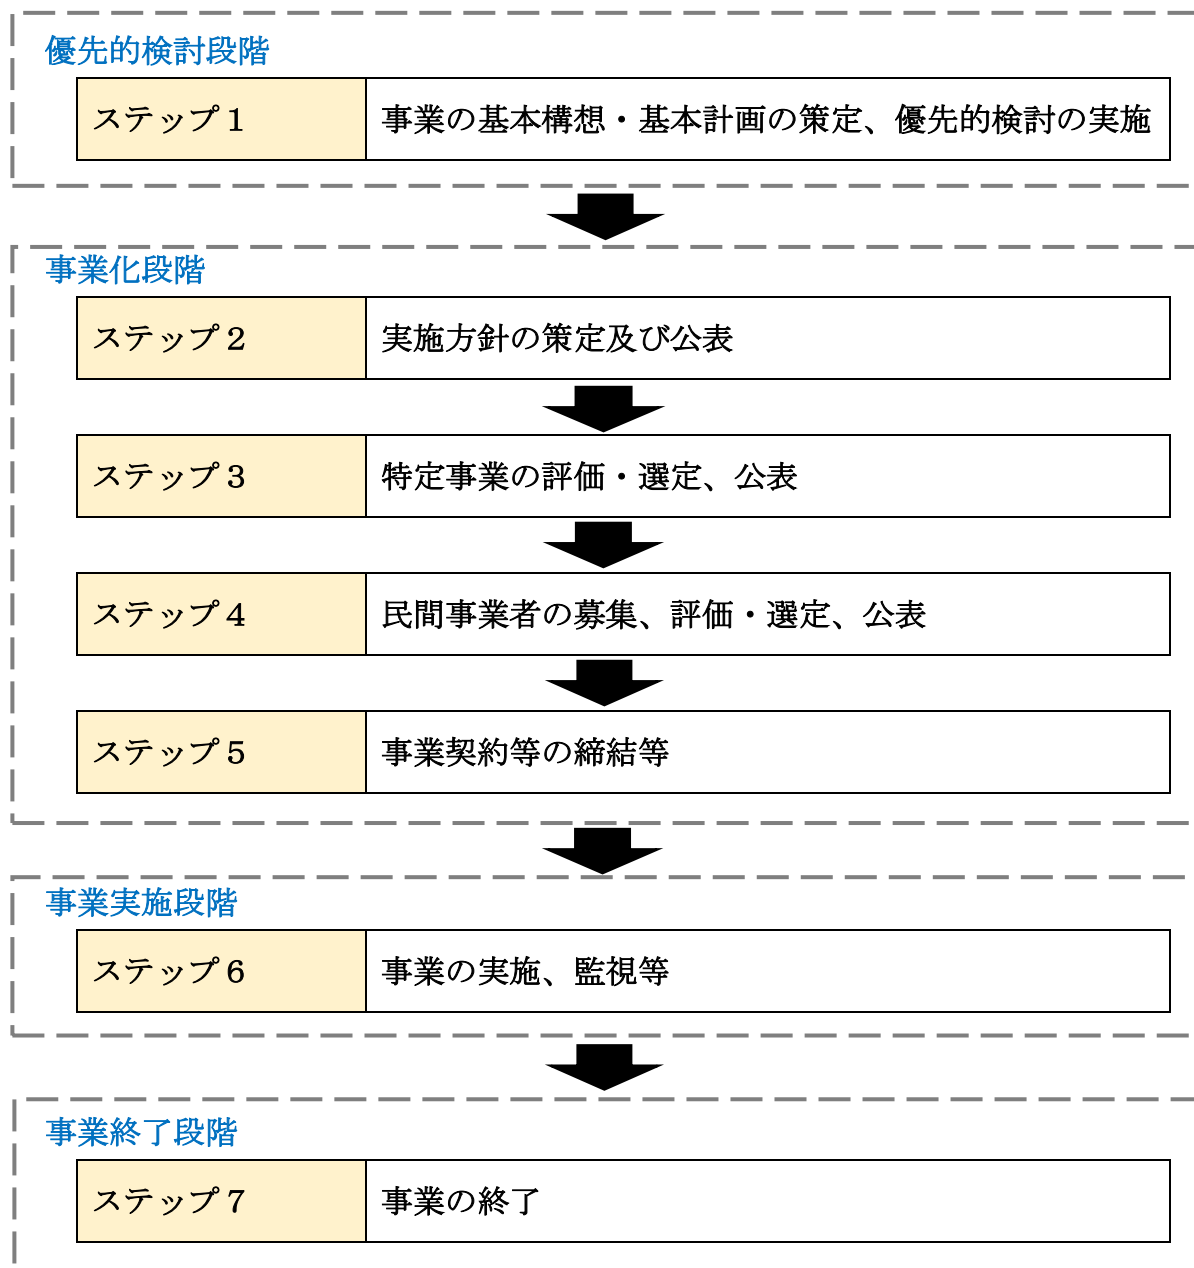 優先的検討段階
ステップ１ 事業の基本構想・基本計画の策定、優先的検討の実施
事業化段階
ステップ２ 実施方針の策定及び公表
ステップ３ 特定事業の評価・選定、公表
ステップ４ 民間事業者の募集、評価・選定、公表
ステップ５ 事業契約等の締結等
事業実施段階
ステップ６ 事業の実施、監視等
事業終了段階
ステップ７ 事業の終了